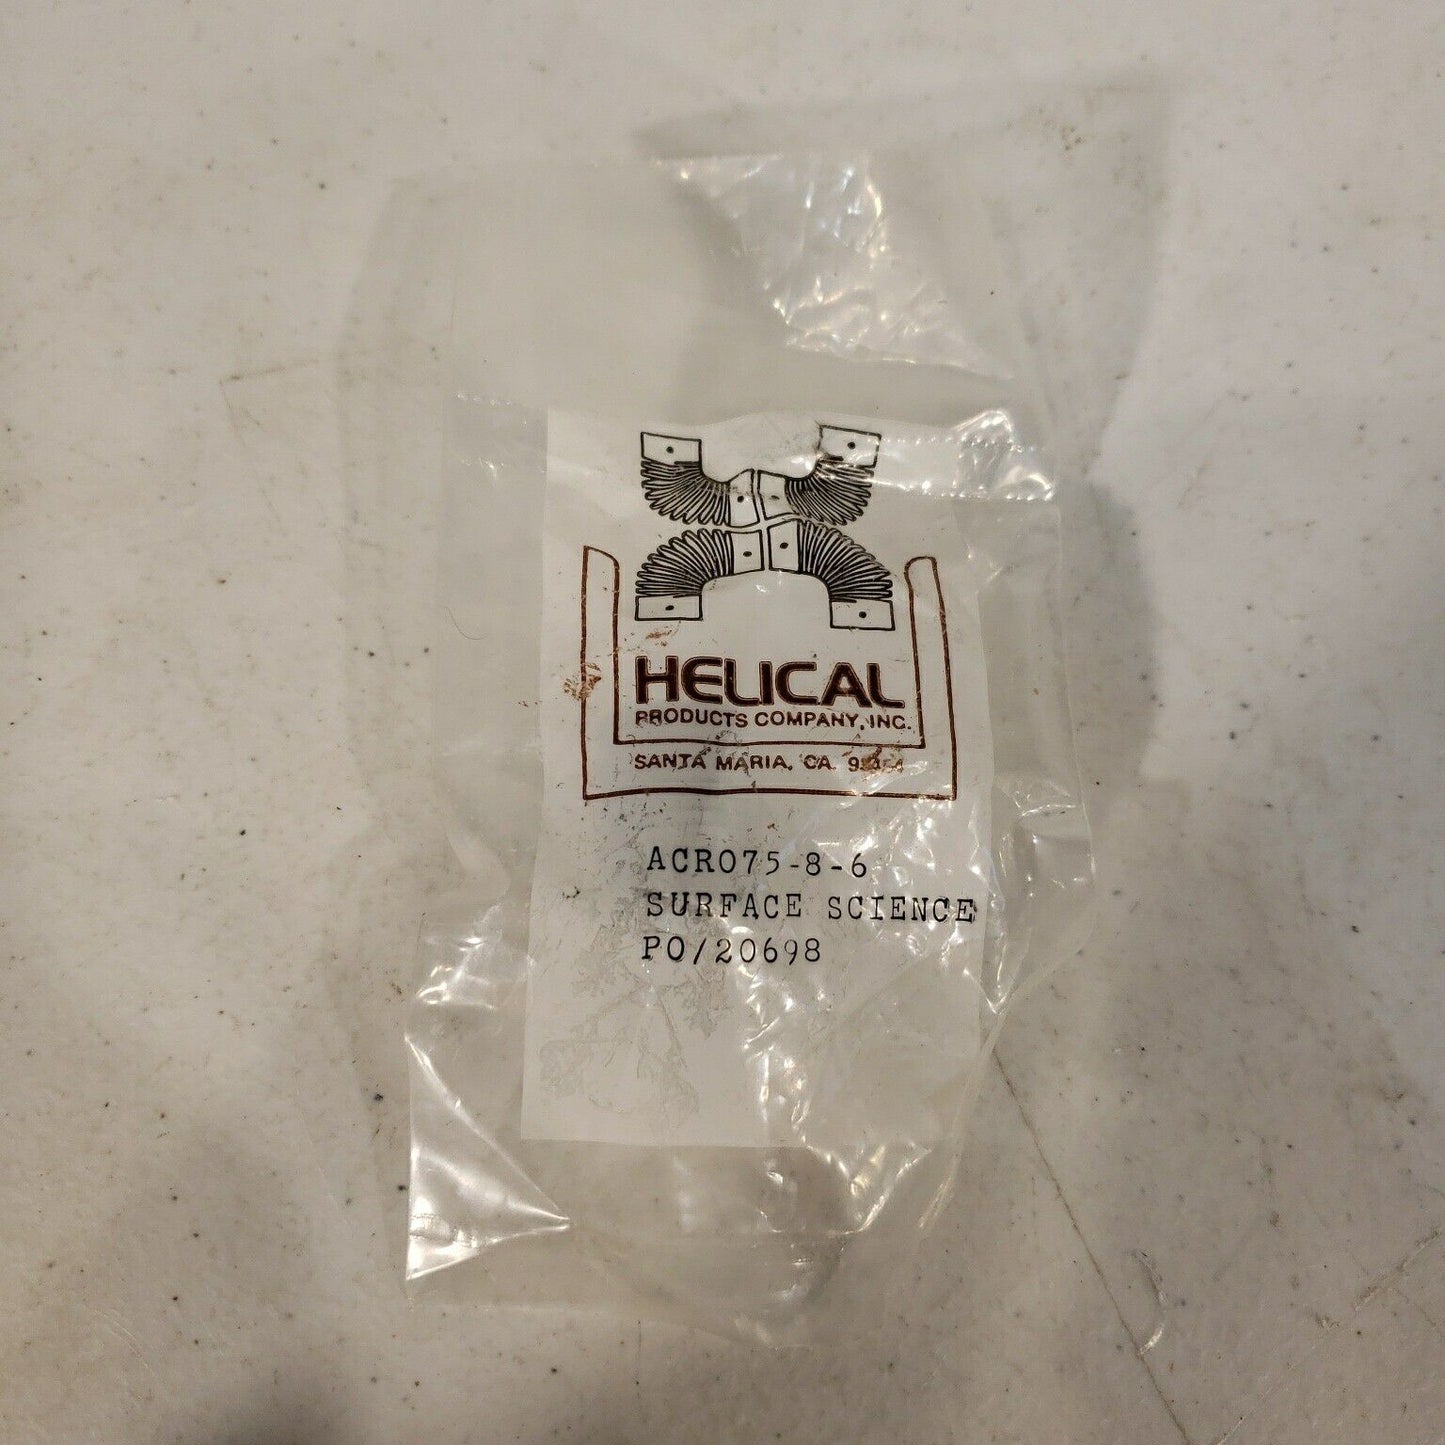 HELICAL
PRODUCTS COMPANY, INC.
SANTA MARIA, CA.
ACR075-8-6
SURFACE SCIENCE
PO/20698